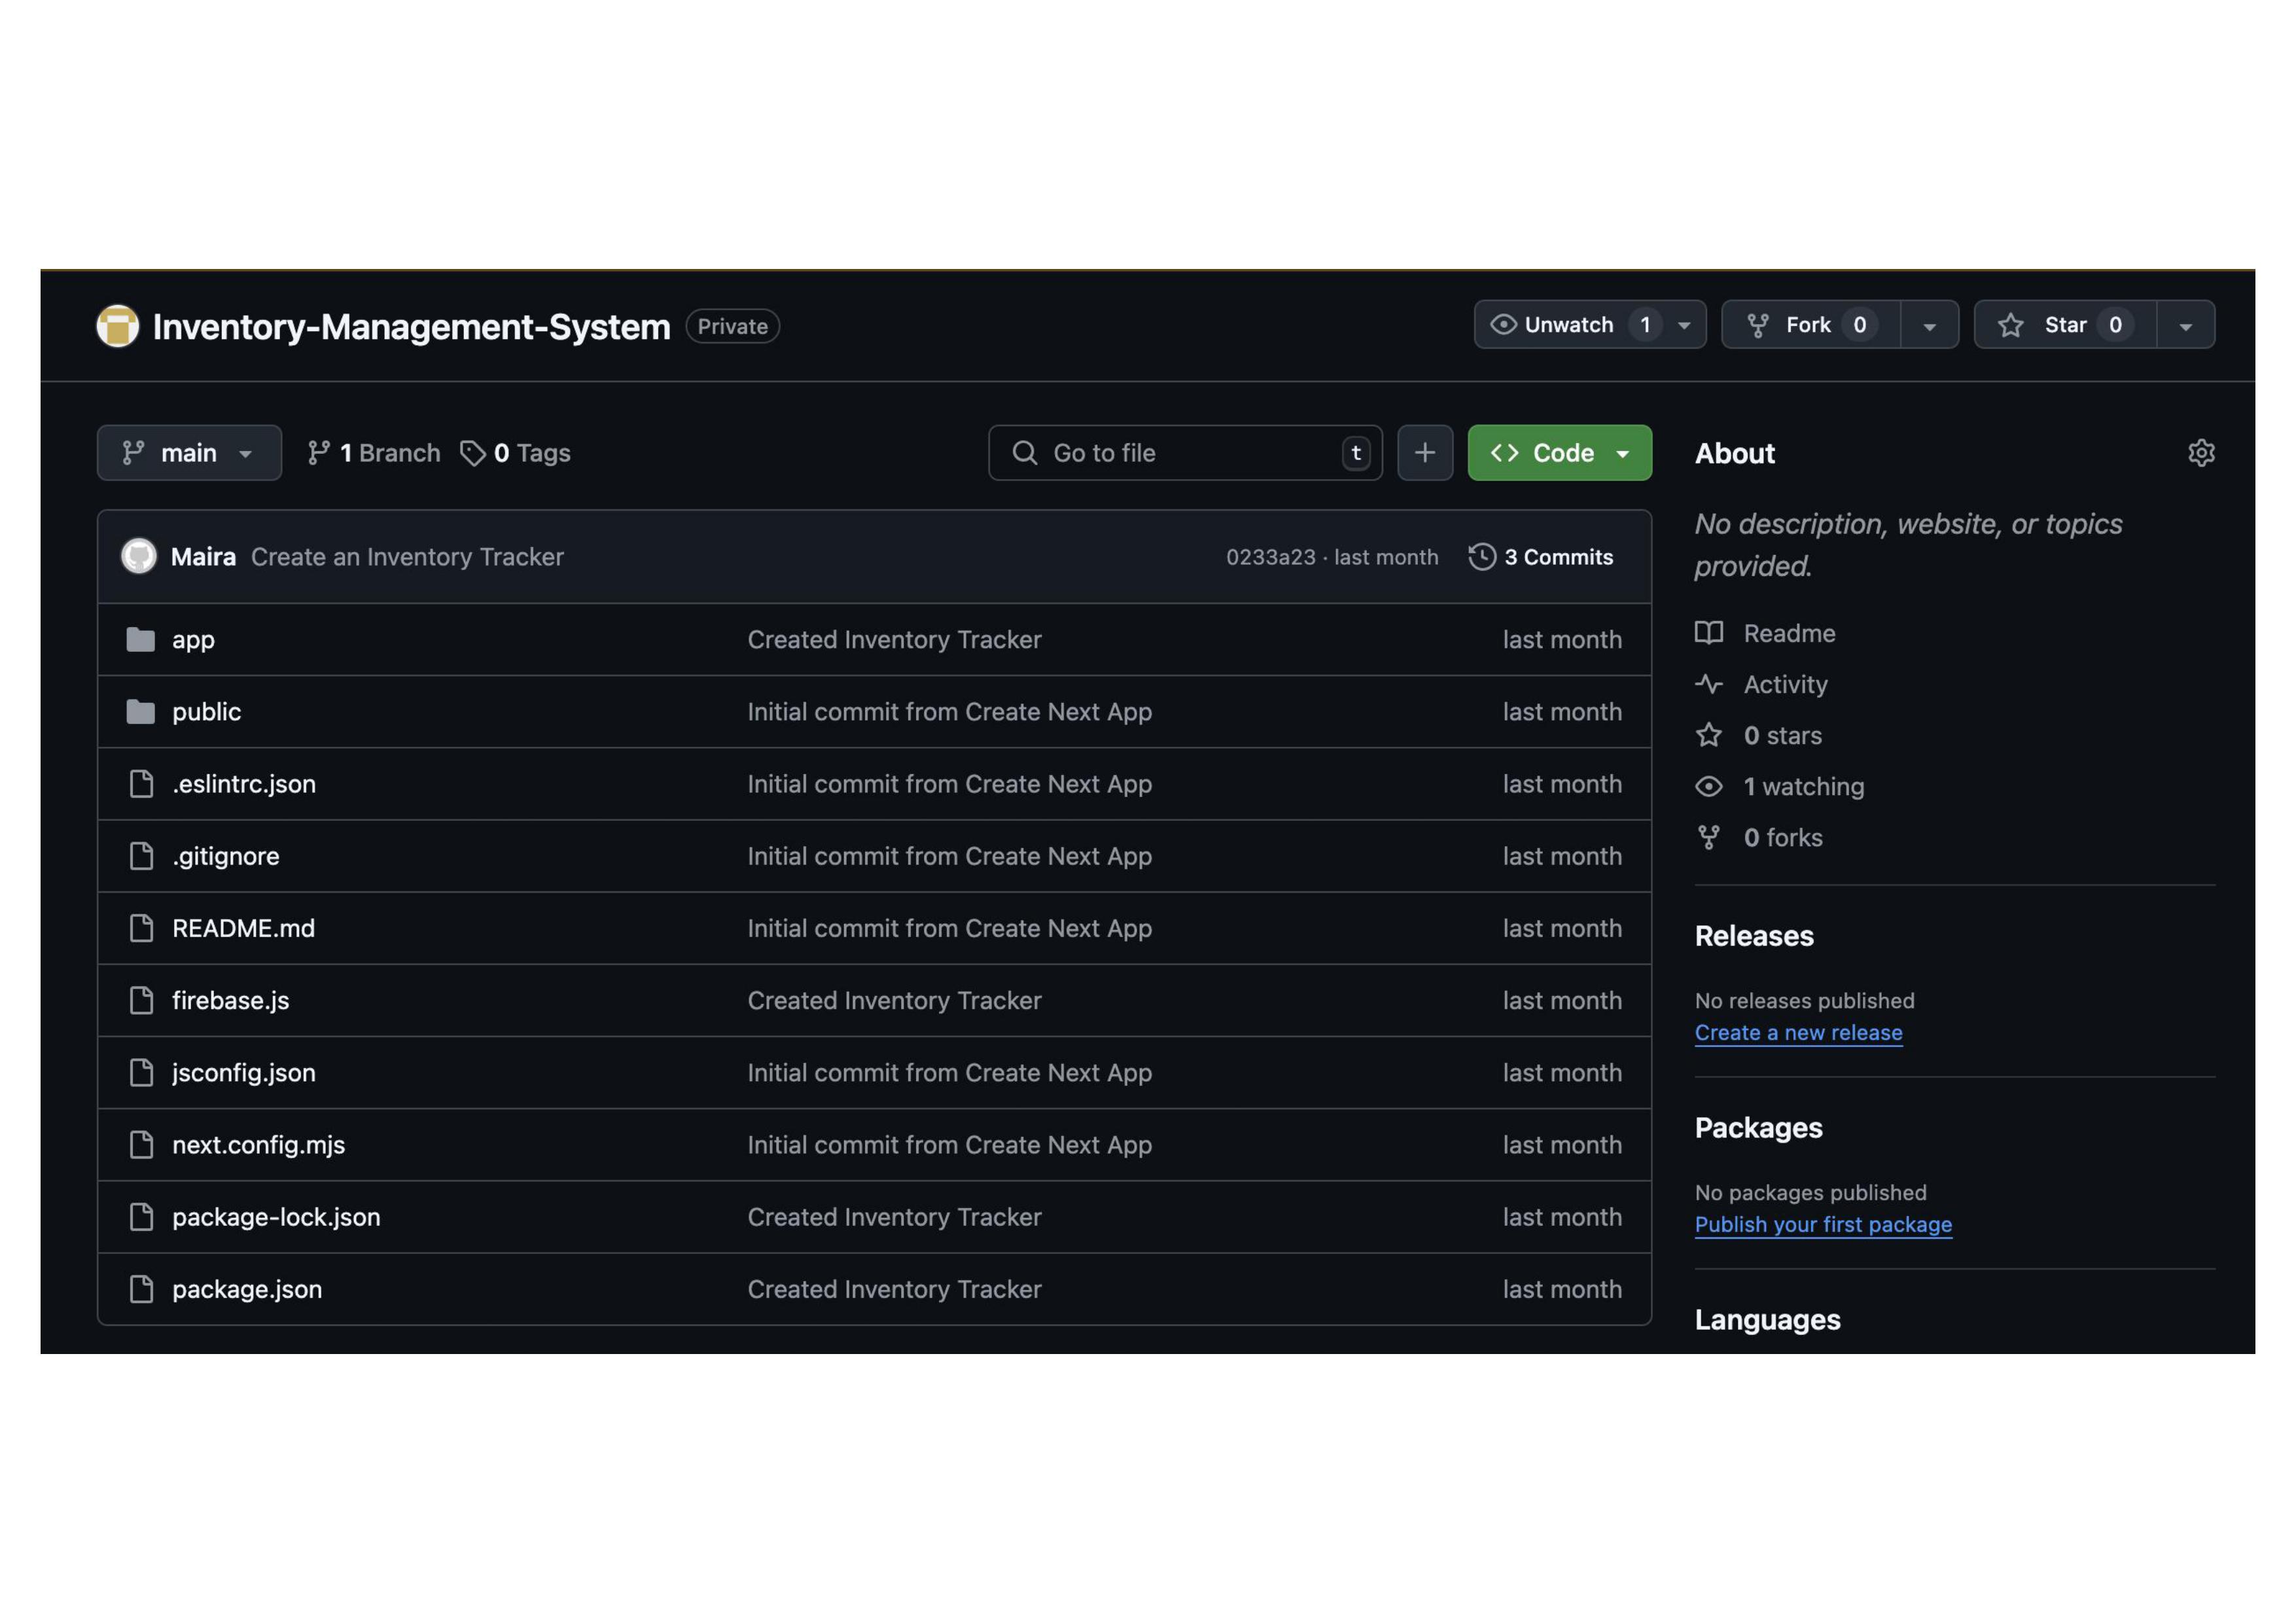 Inventory-Management-System Private
Unwatch 1 Fork 0 Star 0
main 1 Branch 0 Tags Go to file t + Code
Maira Create an Inventory Tracker 0233a23 · last month 3 Commits
app Created Inventory Tracker last month
public Initial commit from Create Next App last month
.eslintrc.json Initial commit from Create Next App last month
.gitignore Initial commit from Create Next App last month
README.md Initial commit from Create Next App last month
firebase.js Created Inventory Tracker last month
jsconfig.json Initial commit from Create Next App last month
next.config.mjs Initial commit from Create Next App last month
package-lock.json Created Inventory Tracker last month
package.json Created Inventory Tracker last month
About
No description, website, or topics
provided.
Readme
Activity
0 stars
1 watching
0 forks
Releases
No releases published
Create a new release
Packages
No packages published
Publish your first package
Languages